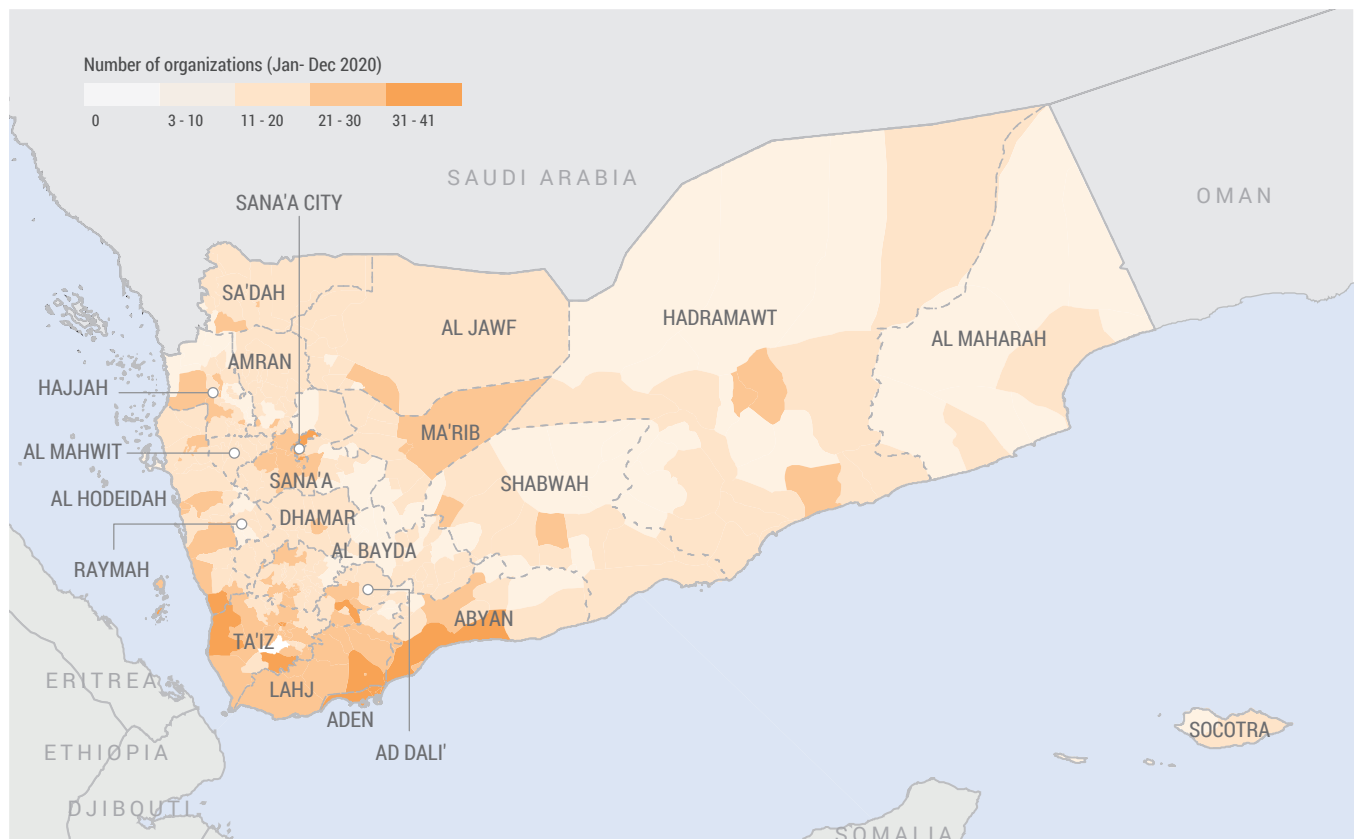 Number of organizations (Jan- Dec 2020)
0
3 - 10
11 - 20
21 - 30
31 - 41
SAUDI ARABIA
OMAN
SANA'A CITY
SA'DAH
AL JAWF
HADRAMAWT
AL MAHARAH
AMRAN
HAJJAH
MA'RIB
AL MAHWIT
SANA'A
SHABWAH
AL HODEIDAH
DHAMAR
AL BAYDA
RAYMAH
ABYAN
TA'IZ
ERITREA
LAHJ
ADEN
SOCOTRA
ETHIOPIA
AD DALI'
DJIBOUTI
SOMALIA